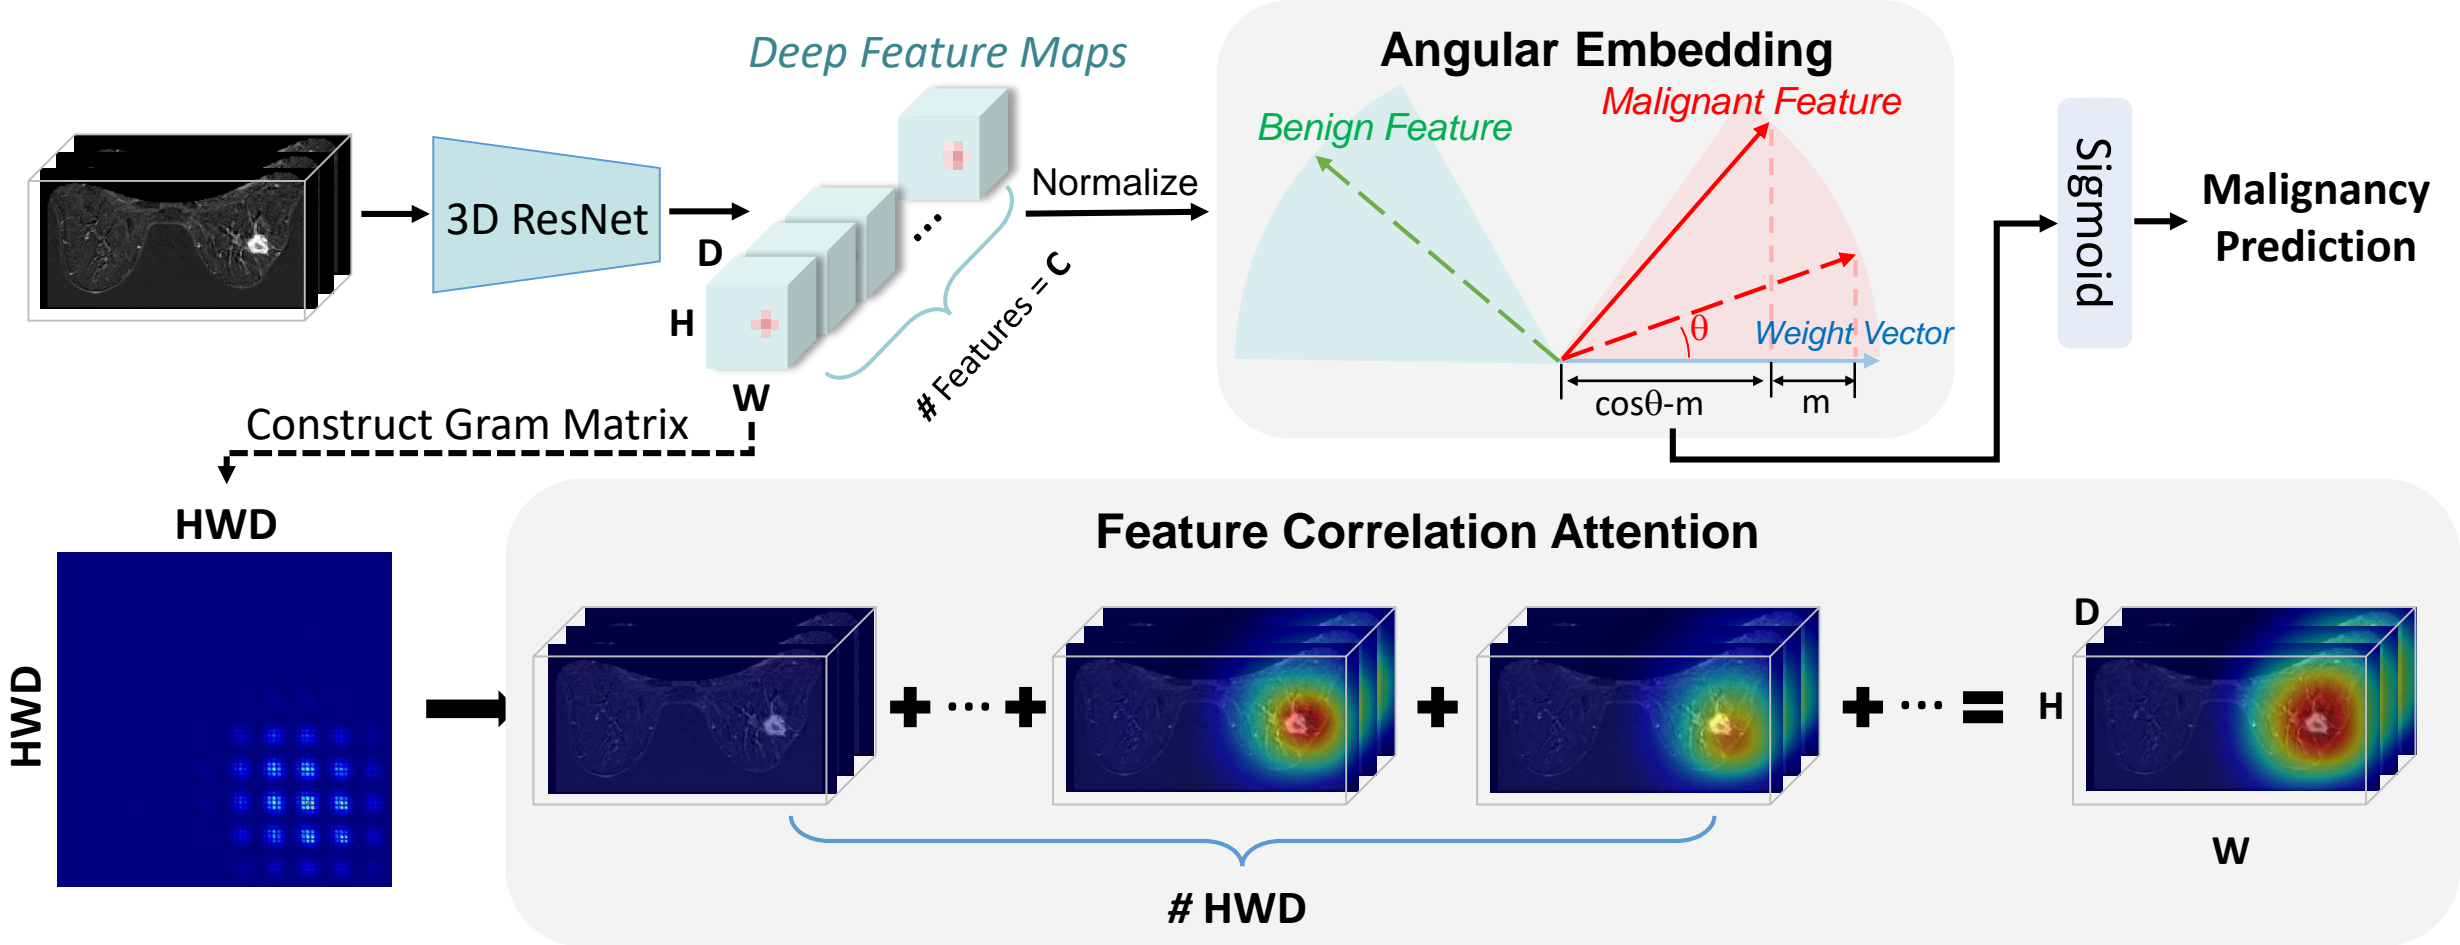 Deep Feature Maps
3D ResNet
D
H
W
# Features = C
Normalize
Angular Embedding
Benign Feature
Malignant Feature
θ
Weight Vector
cosθ-m
m
Sigmoid
Malignancy
Prediction
Construct Gram Matrix
HWD
HWD
Feature Correlation Attention
...
...
D
H
W
# HWD